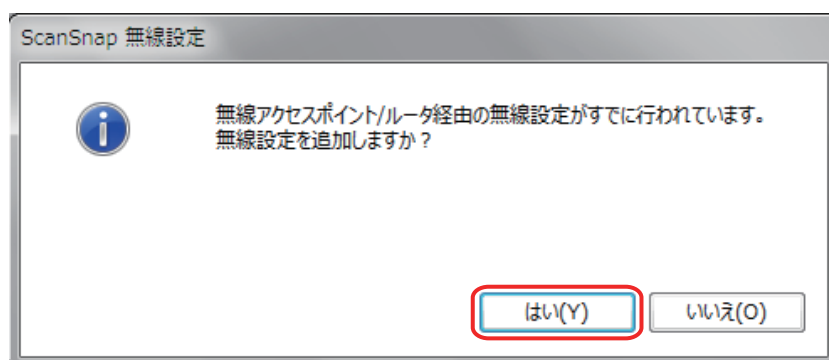 ScanSnap 無線設定
無線アクセスポイント/ルータ経由の無線設定がすでに行われています。
無線設定を追加しますか？
はい(Y)
いいえ(O)